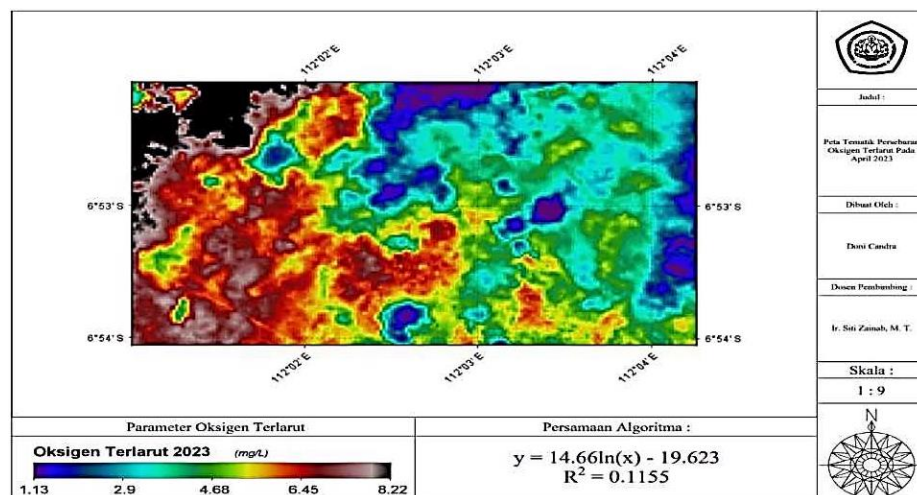 112°02' E
112°03' E
112°04' E
6°53' S
6°53' S
6°54' S
6°54' S
112°02' E
112°03' E
112°04' E
Judul :
Peta Tematik Persebaran
Oksigen Terlarut Pada
April 2023
Dibuat Oleh :
Doni Candra
Dosen Pembimbing :
Ir. Siti Zainab, M. T.
Skala :
1 : 9
N
Parameter Oksigen Terlarut
Oksigen Terlarut 2023 (mg/L)
1.13 2.9 4.68 6.45 8.22
Persamaan Algoritma :
y = 14.66ln(x) - 19.623
R² = 0.1155